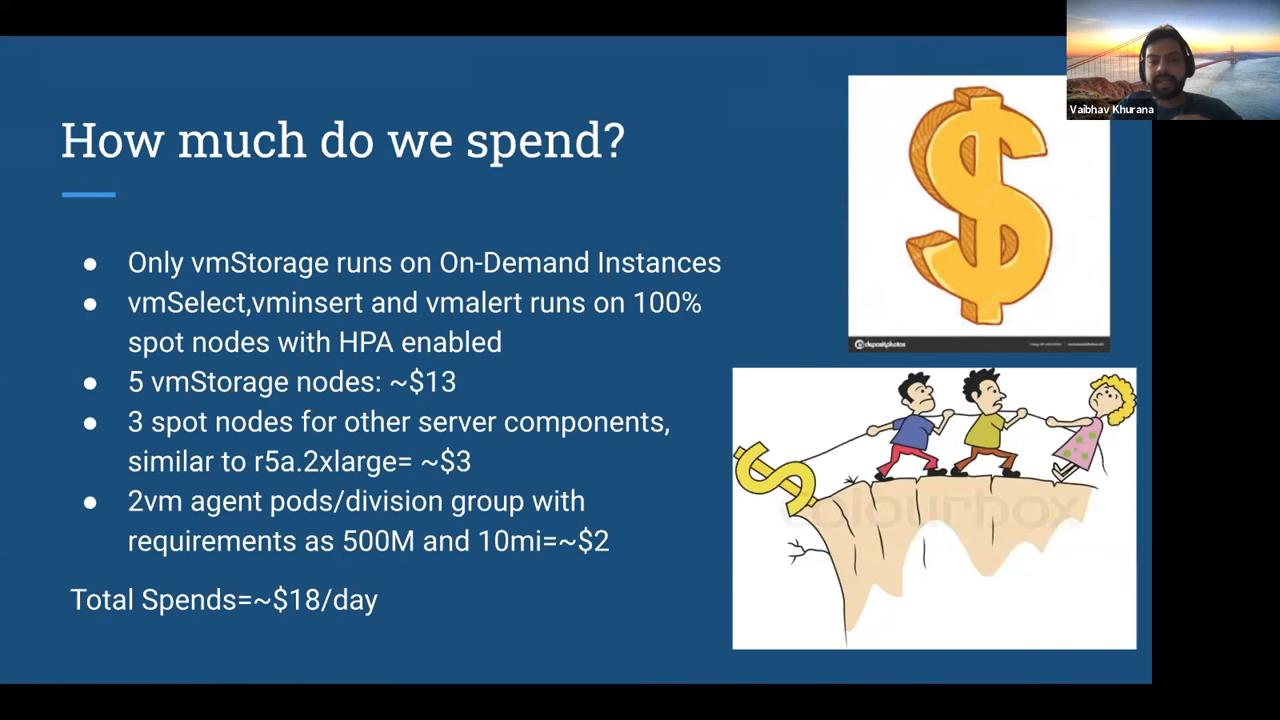 Vaibhav Khurana
How much do we spend?
● Only vmStorage runs on On-Demand Instances
● vmSelect,vminsert and vmalert runs on 100%
spot nodes with HPA enabled
● 5 vmStorage nodes: ~$13
● 3 spot nodes for other server components,
similar to r5a.2xlarge= ~$3
● 2vm agent pods/division group with
requirements as 500M and 10mi=~$2
Total Spends=~$18/day
depositphotos
colourbox